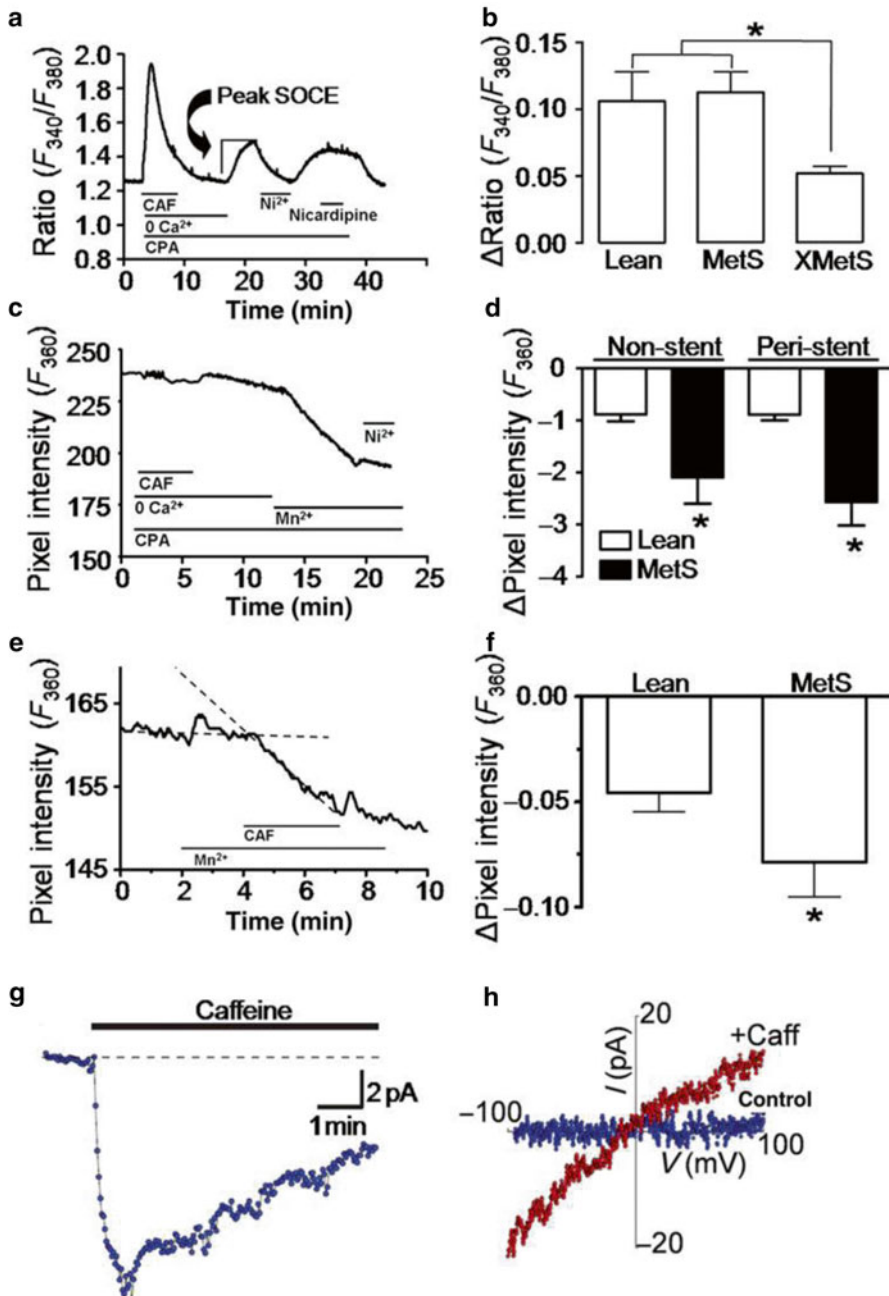 a
2.0
1.8
1.6
1.4
1.2
1.0
0.8
Ratio (F340/F380)
Peak SOCE
CAF
0 Ca2+
CPA
Ni2+
Nicardipine
0 10 20 30 40
Time (min)
b
*
0.15
0.10
0.05
0.00
ΔRatio (F340/F380)
Lean MetS XMetS
c
250
225
200
175
150
Pixel intensity (F360)
Ni2+
CAF
0 Ca2+
Mn2+
CPA
0 5 10 15 20 25
Time (min)
d
Non-stent Peri-stent
0
–1
–2
–3
–4
ΔPixel intensity (F360)
* *
Lean
MetS
e
165
155
145
Pixel intensity (F360)
CAF
Mn2+
0 2 4 6 8 10
Time (min)
f
Lean MetS
0.00
–0.05
–0.10
ΔPixel intensity (F360)
*
g
Caffeine
2 pA
1 min
h
20
I (pA)
+Caff
Control
–100
100
V (mV)
–20